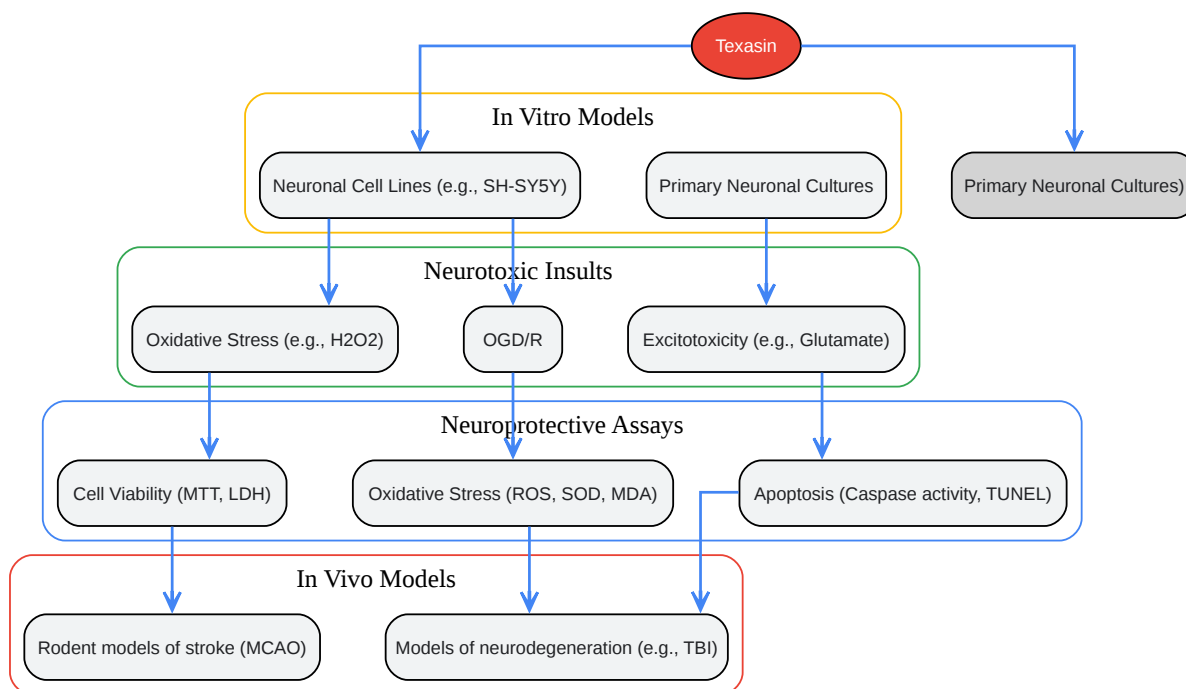 Texasin
In Vitro Models
Neuronal Cell Lines (e.g., SH-SY5Y)
Primary Neuronal Cultures
Primary Neuronal Cultures)
Neurotoxic Insults
Oxidative Stress (e.g., H2O2)
OGD/R
Excitotoxicity (e.g., Glutamate)
Neuroprotective Assays
Cell Viability (MTT, LDH)
Oxidative Stress (ROS, SOD, MDA)
Apoptosis (Caspase activity, TUNEL)
In Vivo Models
Rodent models of stroke (MCAO)
Models of neurodegeneration (e.g., TBI)